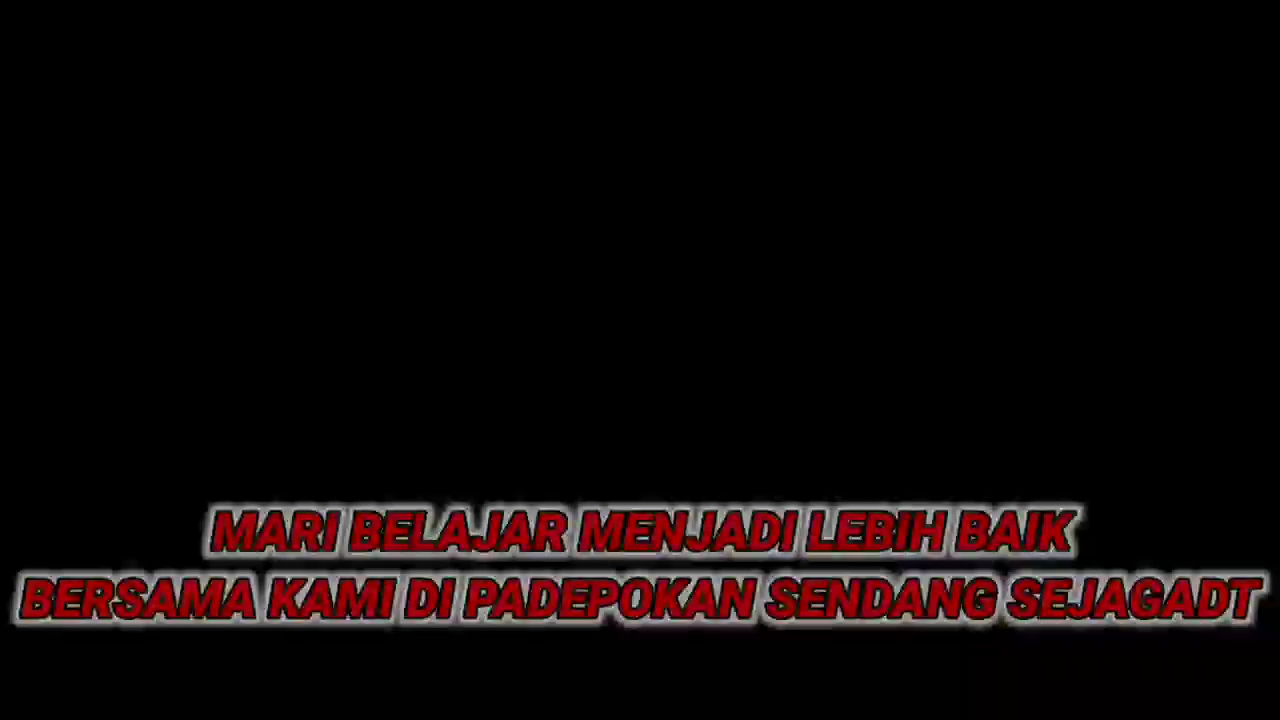 MARI BELAJAR MENJADI LEBIH BAIK
BERSAMA KAMI DI PADEPOKAN SENDANG SEJAGADT